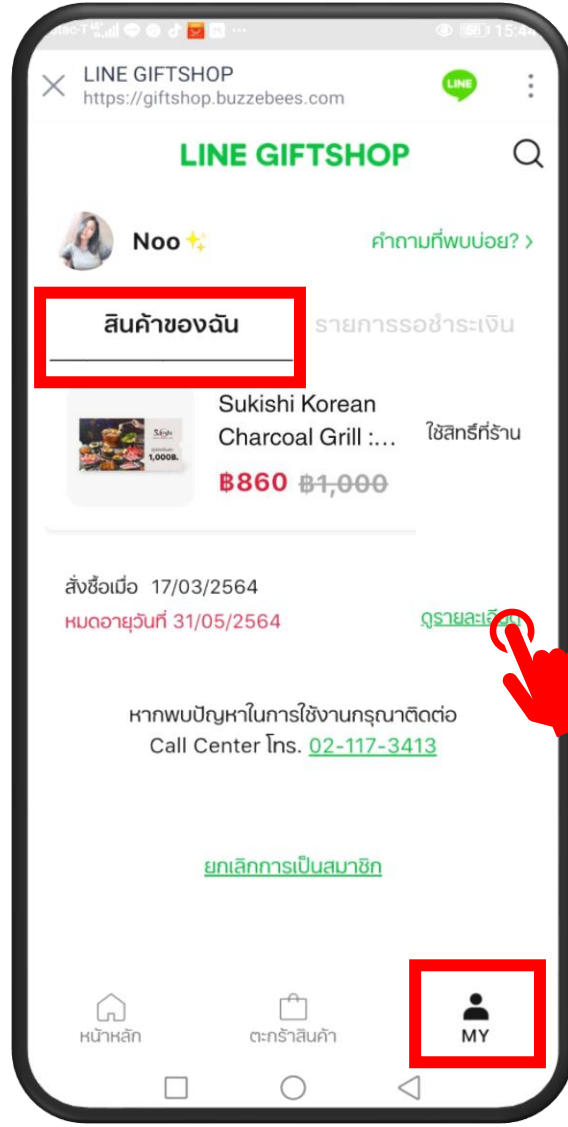 15:44
LINE GIFTSHOP
https://giftshop.buzzebees.com
LINE
LINE GIFTSHOP
Noo
คำถามที่พบบ่อย? >
สินค้าของฉัน
รายการรอชำระเงิน
Sukishi Korean
Charcoal Grill :...
ใช้สิทธิ์ที่ร้าน
1,000B.
฿860 ฿1,000
สั่งซื้อเมื่อ 17/03/2564
หมดอายุวันที่ 31/05/2564
ดูรายละเอียด
หากพบปัญหาในการใช้งานกรุณาติดต่อ
Call Center โทร. 02-117-3413
ยกเลิกการเป็นสมาชิก
หน้าหลัก
ตะกร้าสินค้า
MY